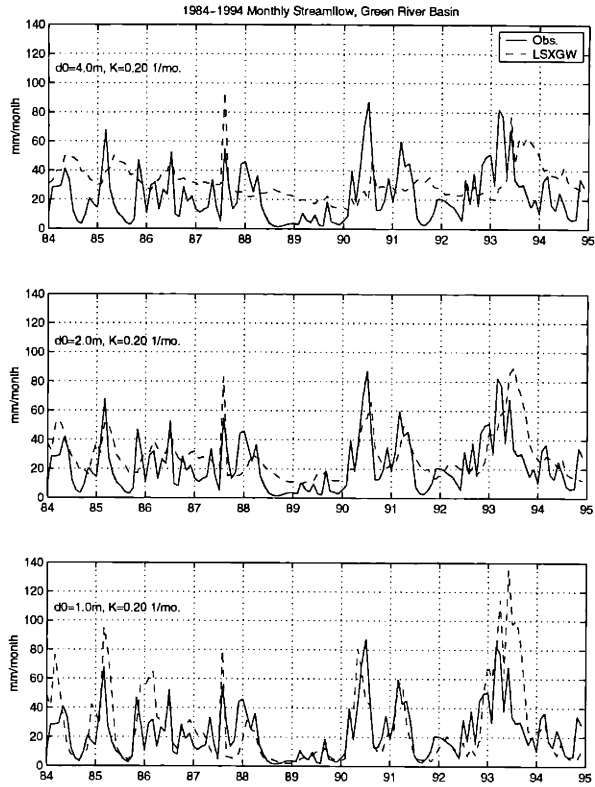 1984-1994 Monthly Streamflow, Green River Basin
140
120
100
80
60
40
20
0
mm/month
d0=4.0m, K=0.20 1/mo.
Obs.
LSXGW
84 85 86 87 88 89 90 91 92 93 94 95
140
120
100
80
60
40
20
0
mm/month
d0=2.0m, K=0.20 1/mo.
84 85 86 87 88 89 90 91 92 93 94 95
140
120
100
80
60
40
20
0
mm/month
d0=1.0m, K=0.20 1/mo.
84 85 86 87 88 89 90 91 92 93 94 95